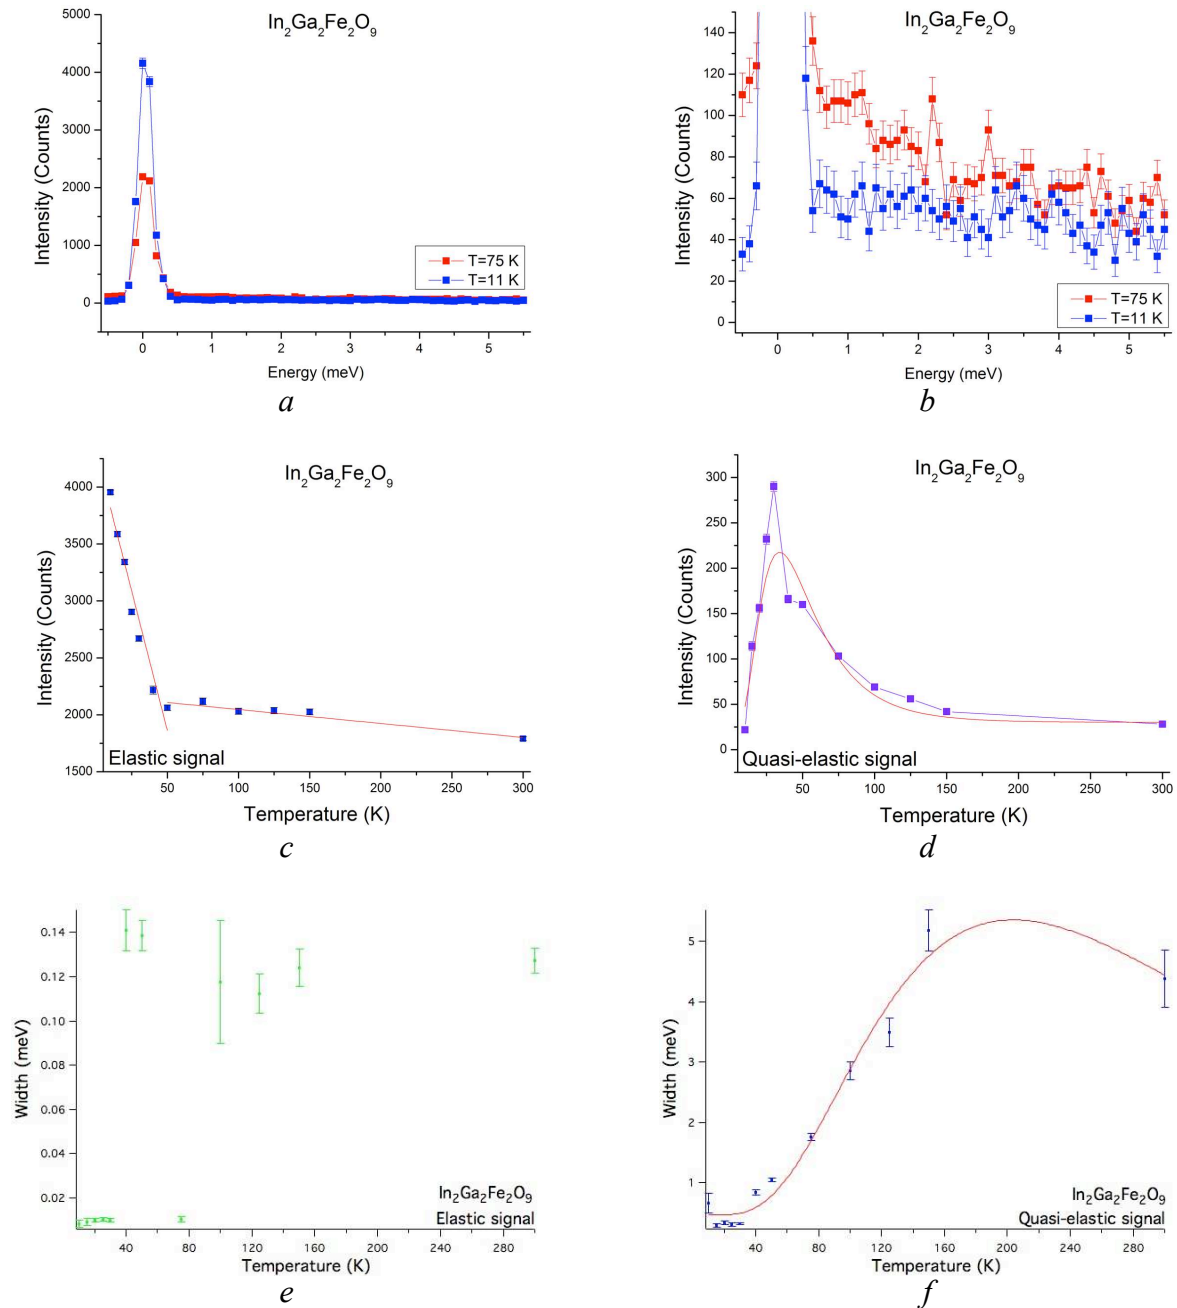 In2Ga2Fe2O9
5000
4000
3000
2000
1000
0
Intensity (Counts)
T=75 K
T=11 K
0 1 2 3 4 5
Energy (meV)
a
In2Ga2Fe2O9
140
120
100
80
60
40
20
0
Intensity (Counts)
T=75 K
T=11 K
0 1 2 3 4 5
Energy (meV)
b
In2Ga2Fe2O9
4000
3500
3000
2500
2000
1500
Intensity (Counts)
Elastic signal
50 100 150 200 250 300
Temperature (K)
c
In2Ga2Fe2O9
300
250
200
150
100
50
0
Intensity (Counts)
Quasi-elastic signal
50 100 150 200 250 300
Temperature (K)
d
0.14
0.12
0.10
0.08
0.06
0.04
0.02
Width (meV)
In2Ga2Fe2O9
Elastic signal
40 80 120 160 200 240 280
Temperature (K)
e
5
4
3
2
1
Width (meV)
In2Ga2Fe2O9
Quasi-elastic signal
40 80 120 160 200 240 280
Temperature (K)
f